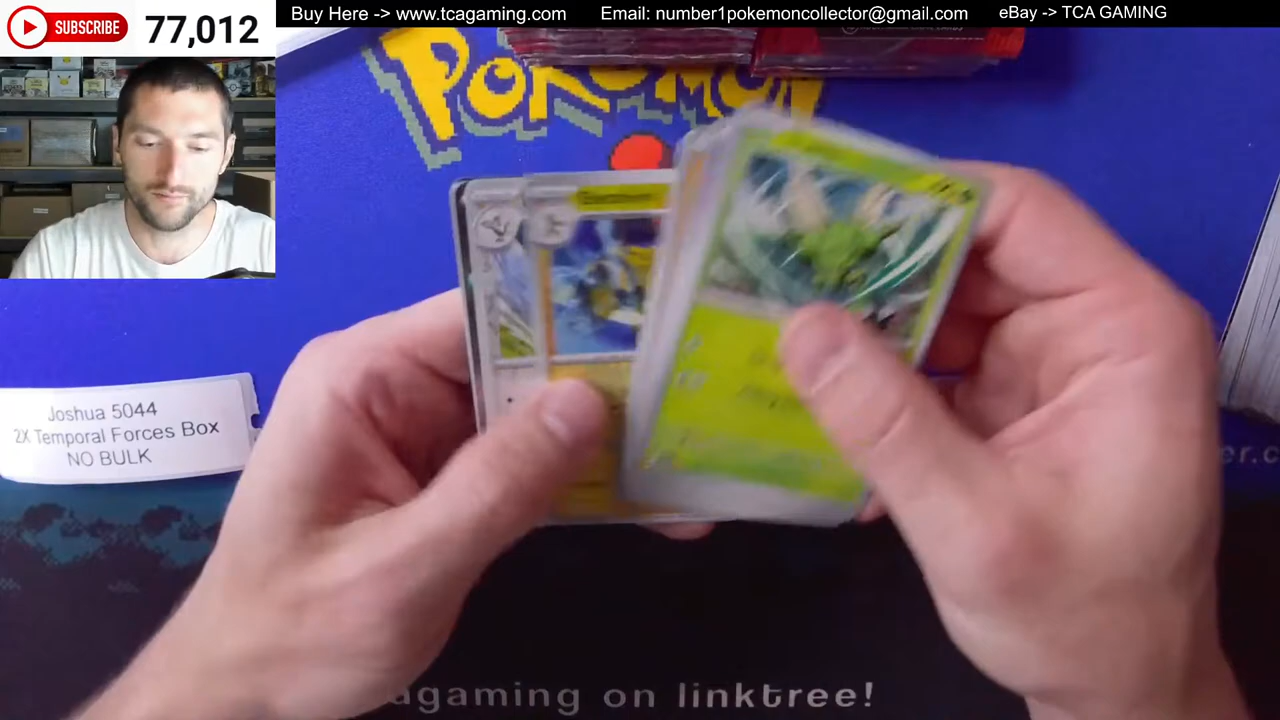 SUBSCRIBE 77,012
Buy Here -> www.tcagaming.com Email: number1pokemoncollector@gmail.com eBay -> TCA GAMING
POKéMON
Joshua 5044
2X Temporal Forces Box
NO BULK
agaming on linktree!